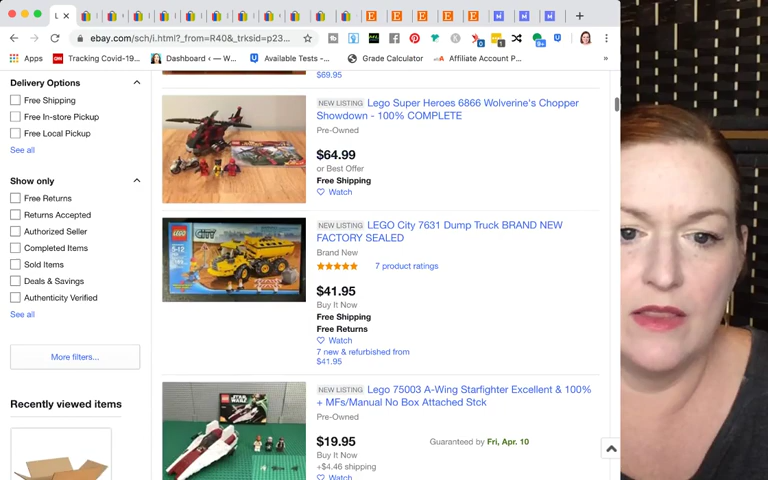 L
ebay.com/sch/i.html?_from=R40&_trksid=p23...
Apps
Tracking Covid-19...
Dashboard ‹ — W...
Available Tests -...
Grade Calculator
Affiliate Account P...
»
Delivery Options
Free Shipping
Free In-store Pickup
Free Local Pickup
See all
Show only
Free Returns
Returns Accepted
Authorized Seller
Completed Items
Sold Items
Deals & Savings
Authenticity Verified
See all
More filters...
Recently viewed items
$69.95
NEW LISTING Lego Super Heroes 6866 Wolverine's Chopper
Showdown - 100% COMPLETE
Pre-Owned
$64.99
or Best Offer
Free Shipping
Watch
NEW LISTING LEGO City 7631 Dump Truck BRAND NEW
FACTORY SEALED
Brand New
7 product ratings
$41.95
Buy It Now
Free Shipping
Free Returns
Watch
7 new & refurbished from
$41.95
LEGO
CITY
5-12
NEW LISTING Lego 75003 A-Wing Starfighter Excellent & 100%
+ MFs/Manual No Box Attached Stck
Pre-Owned
$19.95
Guaranteed by Fri, Apr. 10
Buy It Now
+$4.46 shipping
Watch